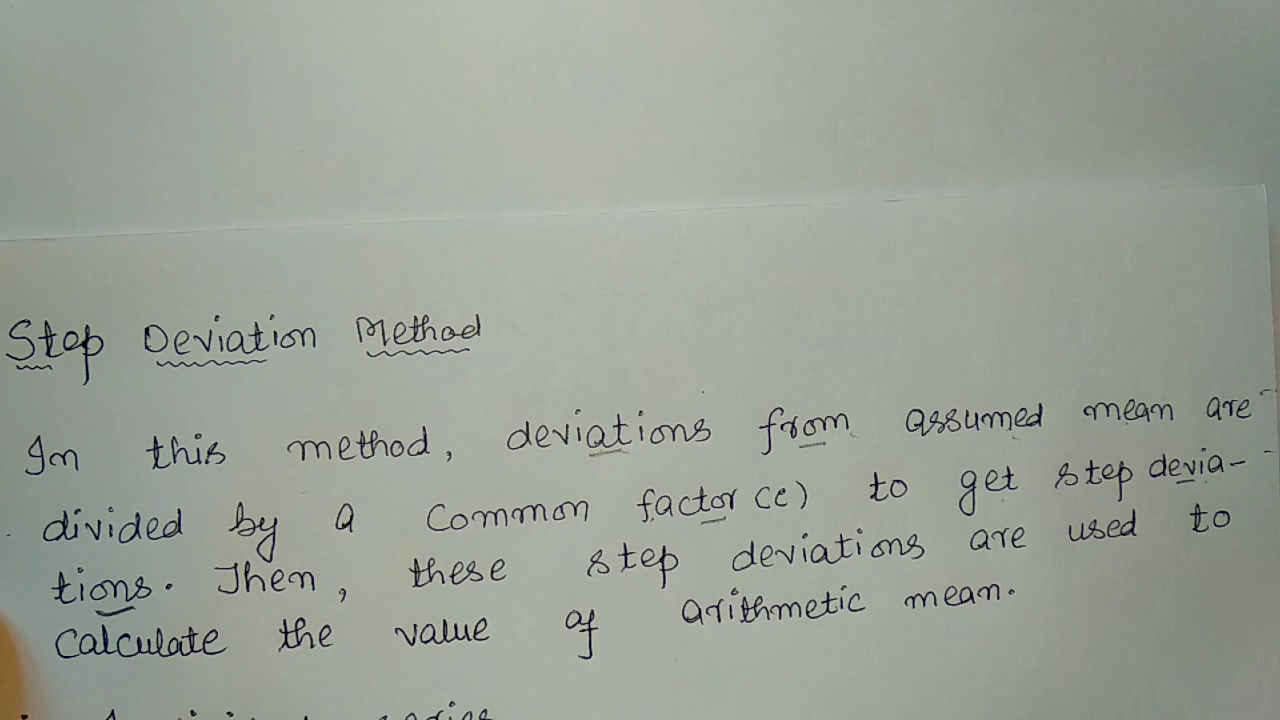 Step Deviation Method
In this method, deviations from assumed mean are
divided by a common factor (c) to get step devia-
tions. Then, these step deviations are used to
Calculate the value of arithmetic mean.